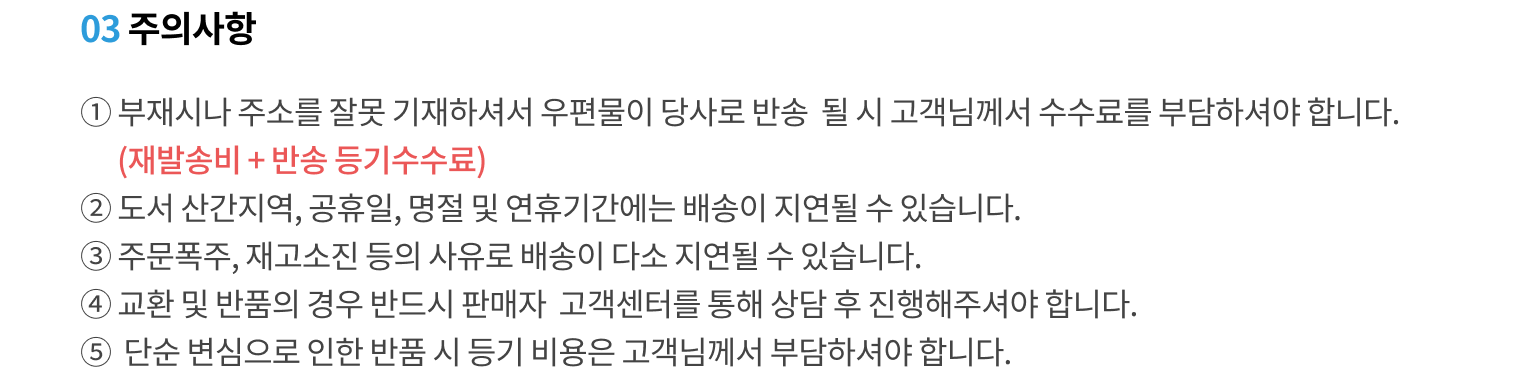 03 주의사항
① 부재시나 주소를 잘못 기재하셔서 우편물이 당사로 반송 될 시 고객님께서 수수료를 부담하셔야 합니다.
(재발송비 + 반송 등기수수료)
② 도서 산간지역, 공휴일, 명절 및 연휴기간에는 배송이 지연될 수 있습니다.
③ 주문폭주, 재고소진 등의 사유로 배송이 다소 지연될 수 있습니다.
④ 교환 및 반품의 경우 반드시 판매자 고객센터를 통해 상담 후 진행해주셔야 합니다.
⑤ 단순 변심으로 인한 반품 시 등기 비용은 고객님께서 부담하셔야 합니다.